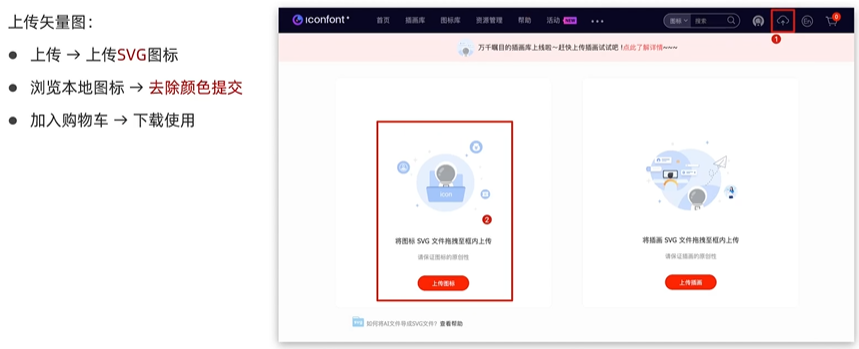 上传矢量图：
● 上传 → 上传SVG图标
● 浏览本地图标 → 去除颜色提交
● 加入购物车 → 下载使用
iconfont+
首页 插画库 图标库 资源管理 帮助 活动 NEW •••
图标 搜索
En
0
1
万千瞩目的插画库上线啦～赶快上传插画试试吧！点此了解详情~~~
icon
2
将图标 SVG 文件拖拽至框内上传
请保证图标的原创性
上传图标
将插画 SVG 文件拖拽至框内上传
请保证插画的原创性
上传插画
如何将AI文件导成SVG文件？ 查看帮助